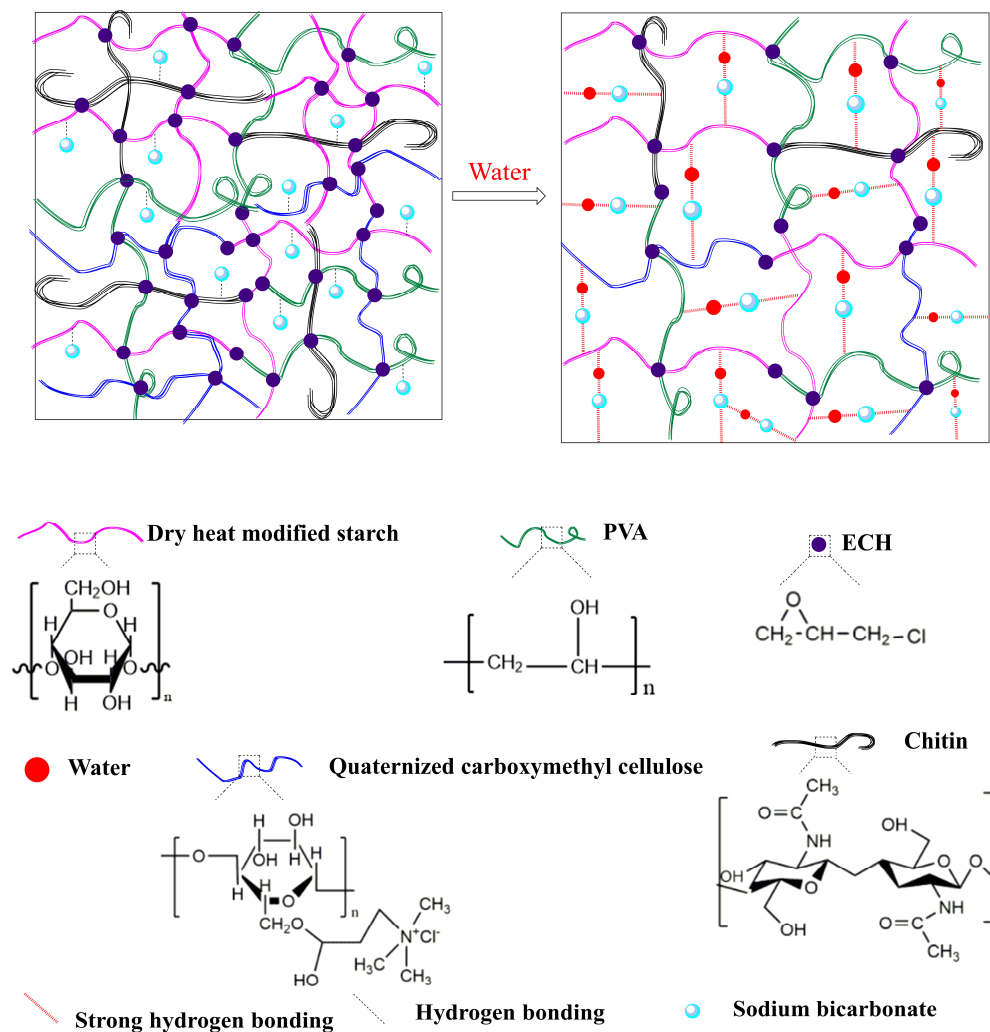 Water
Dry heat modified starch
PVA
ECH
CH2OH
O
H
H
H
OH
OH
O
O
H
OH
n
OH
CH2
CH
n
O
CH2-CH-CH2-Cl
Water
Quaternized carboxymethyl cellulose
Chitin
H
OH
O
OH
H
H
H
H
H
O
n
CH2O
HO
CH3
N+Cl-
H3C
CH3
CH3
O
NH
HO
OH
O
O
O
OH
NH
O
CH3
Strong hydrogen bonding
Hydrogen bonding
Sodium bicarbonate